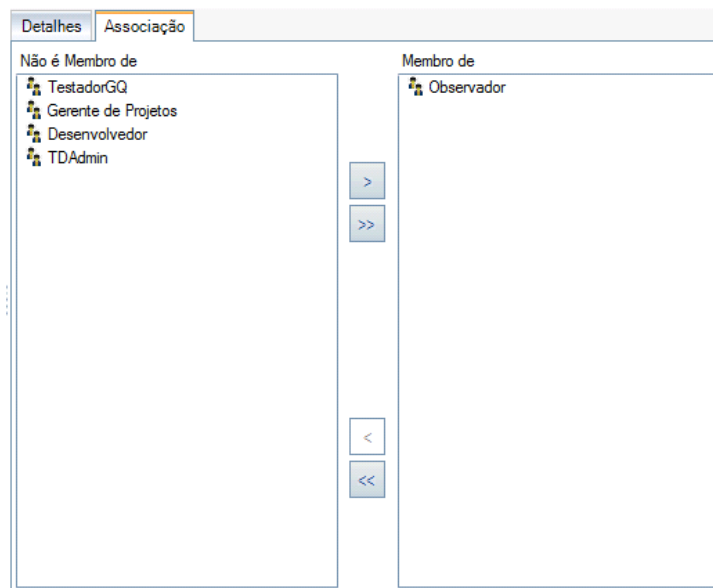 Detalhes Associação
Não é Membro de
TestadorGQ
Gerente de Projetos
Desenvolvedor
TDAdmin
>
>>
<
<<
Membro de
Observador